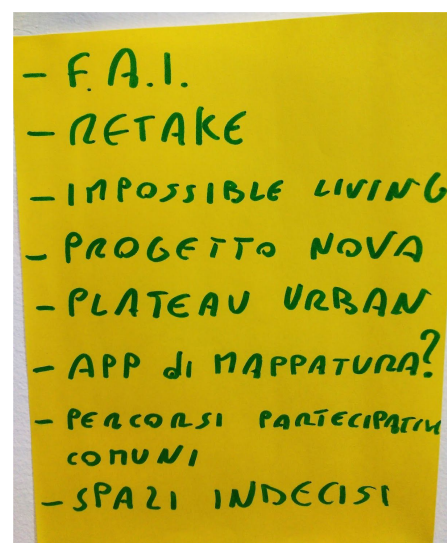 - F.A.I.
- RETAKE
- IMPOSSIBLE LIVING
- PROGETTO NOVA
- PLATEAU URBAN
- APP di MAPPATURA?
- PERCORSI PARTECIPATIVI
COMUNI
- SPAZI INDECISI